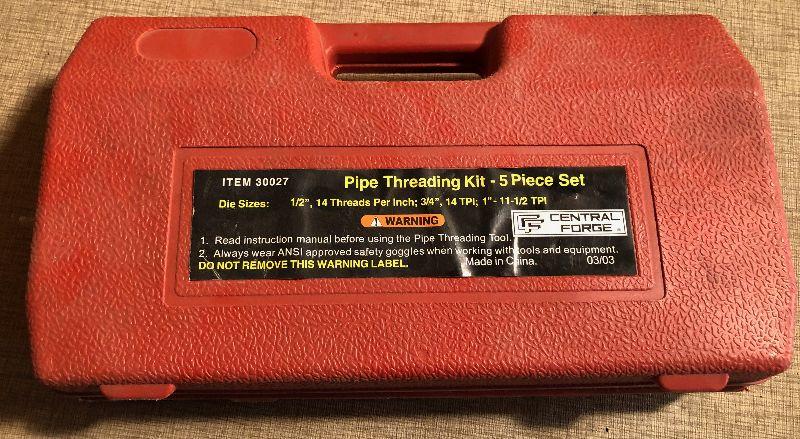 ITEM 30027 Pipe Threading Kit - 5 Piece Set
Die Sizes: 1/2", 14 Threads Per Inch; 3/4", 14 TPI; 1"- 11-1/2 TPI
WARNING
CENTRAL
FORGE
1. Read instruction manual before using the Pipe Threading Tool.
2. Always wear ANSI approved safety goggles when working with tools and equipment.
DO NOT REMOVE THIS WARNING LABEL. Made in China. 03/03